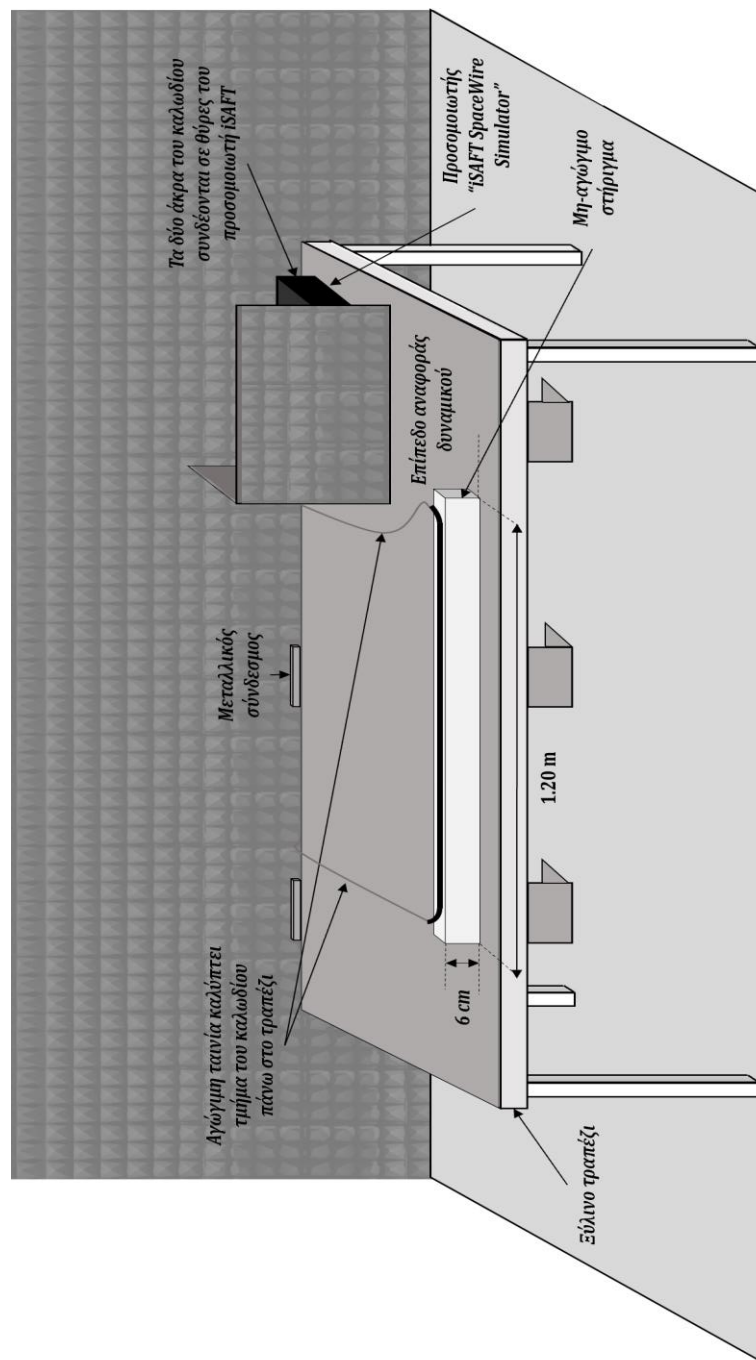 Τα δύο άκρα του καλωδίου
συνδέονται σε θύρες του
προσομοιωτή iSAFT
Προσομοιωτής
“iSAFT SpaceWire
Simulator”
Μη-αγώγιμο
στήριγμα
Επίπεδο αναφοράς
δυναμικού
Μεταλλικός
σύνδεσμος
1.20 m
Αγώγιμη ταινία καλύπτει
τμήμα του καλωδίου
πάνω στο τραπέζι
6 cm
Ξύλινο τραπέζι